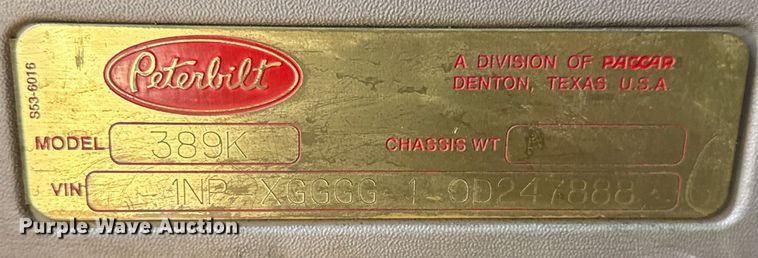 S53-6016
Peterbilt
A DIVISION OF PACCAR
DENTON, TEXAS U.S.A.
MODEL 389K
CHASSIS WT
VIN 1NP XGGGG 1 0D247888
Purple Wave Auction